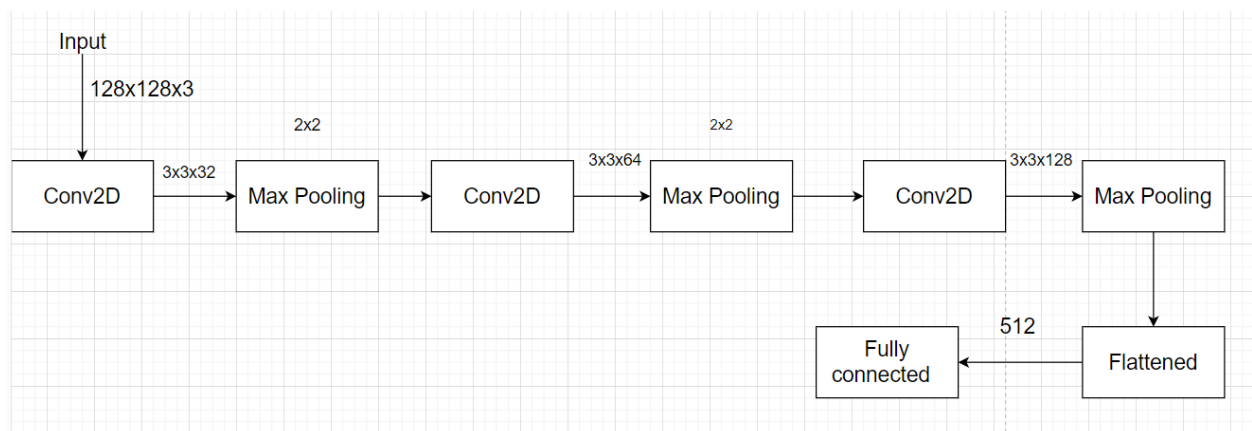 Input
128x128x3
2x2
2x2
Conv2D
3x3x32
Max Pooling
Conv2D
3x3x64
Max Pooling
Conv2D
3x3x128
Max Pooling
512
Fully
connected
Flattened